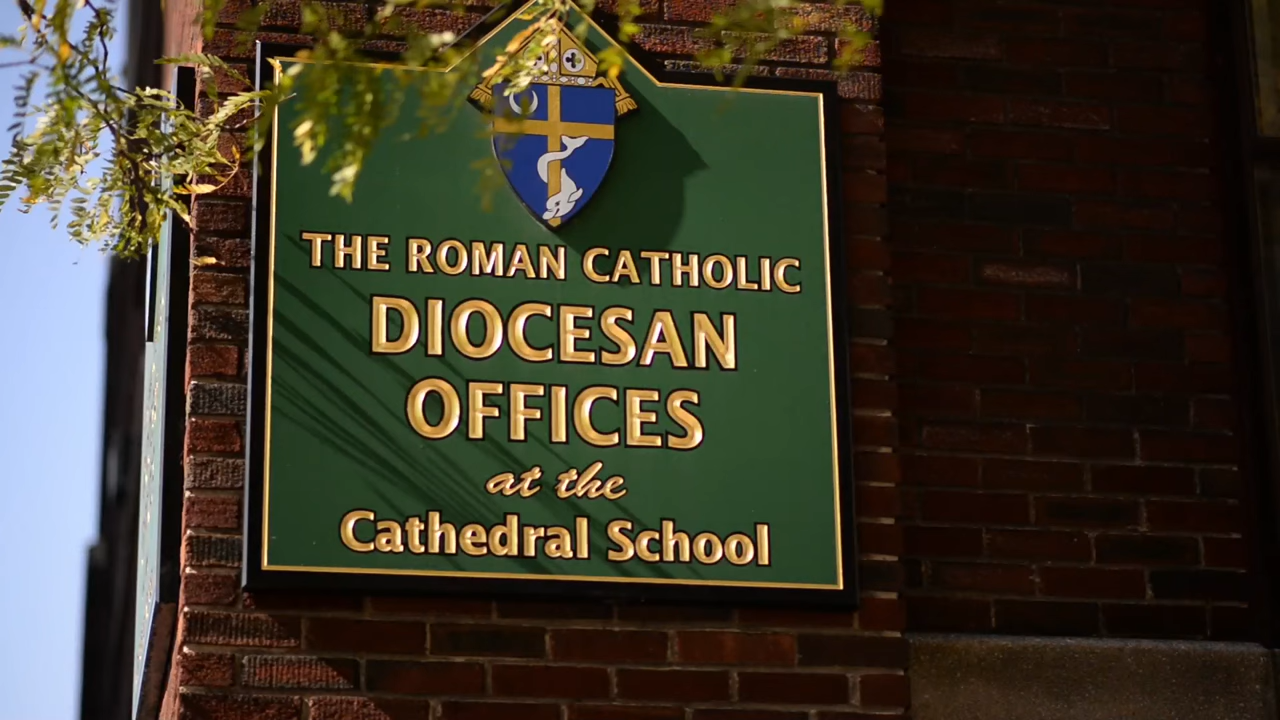 THE ROMAN CATHOLIC
DIOCESAN
OFFICES
at the
Cathedral School